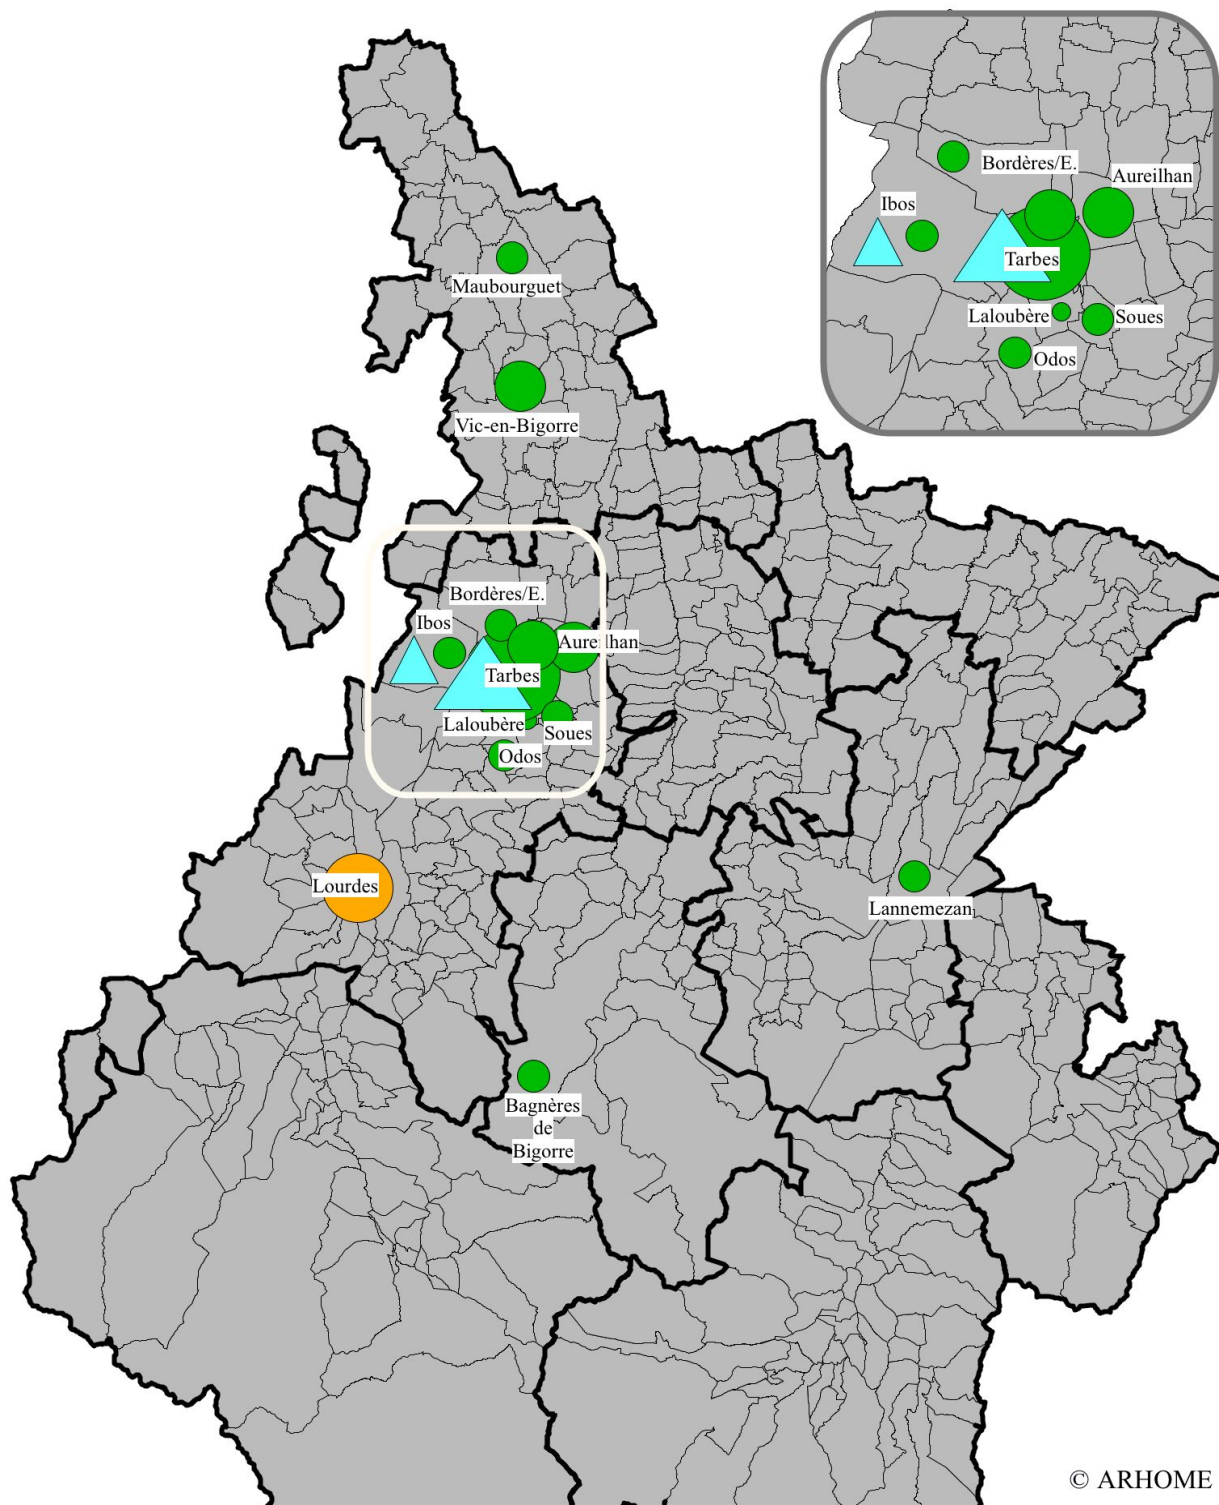 Bordères/E.
Aureilhan
Ibos
Tarbes
Laloubère
Soues
Odos
Maubourguet
Vic-en-Bigorre
Bordères/E.
Ibos
Aureilhan
Tarbes
Laloubère
Soues
Odos
Lourdes
Lannemezan
Bagnères
de
Bigorre
© ARHOME